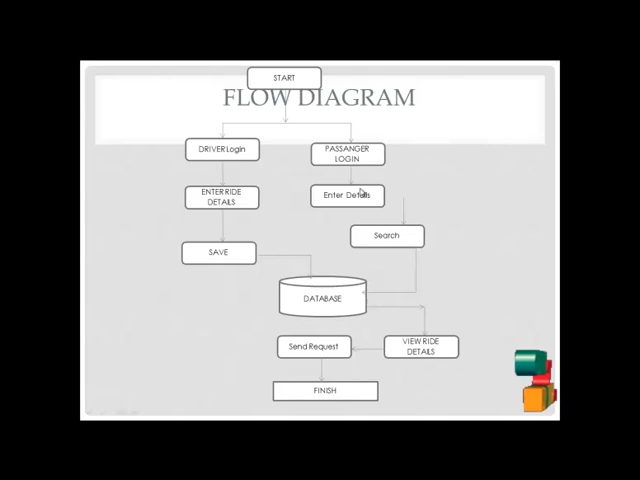 START
FLOW DIAGRAM
DRIVER Login
PASSANGER
LOGIN
ENTER RIDE
DETAILS
Enter Details
Search
SAVE
DATABASE
Send Request
VIEW RIDE
DETAILS
FINISH